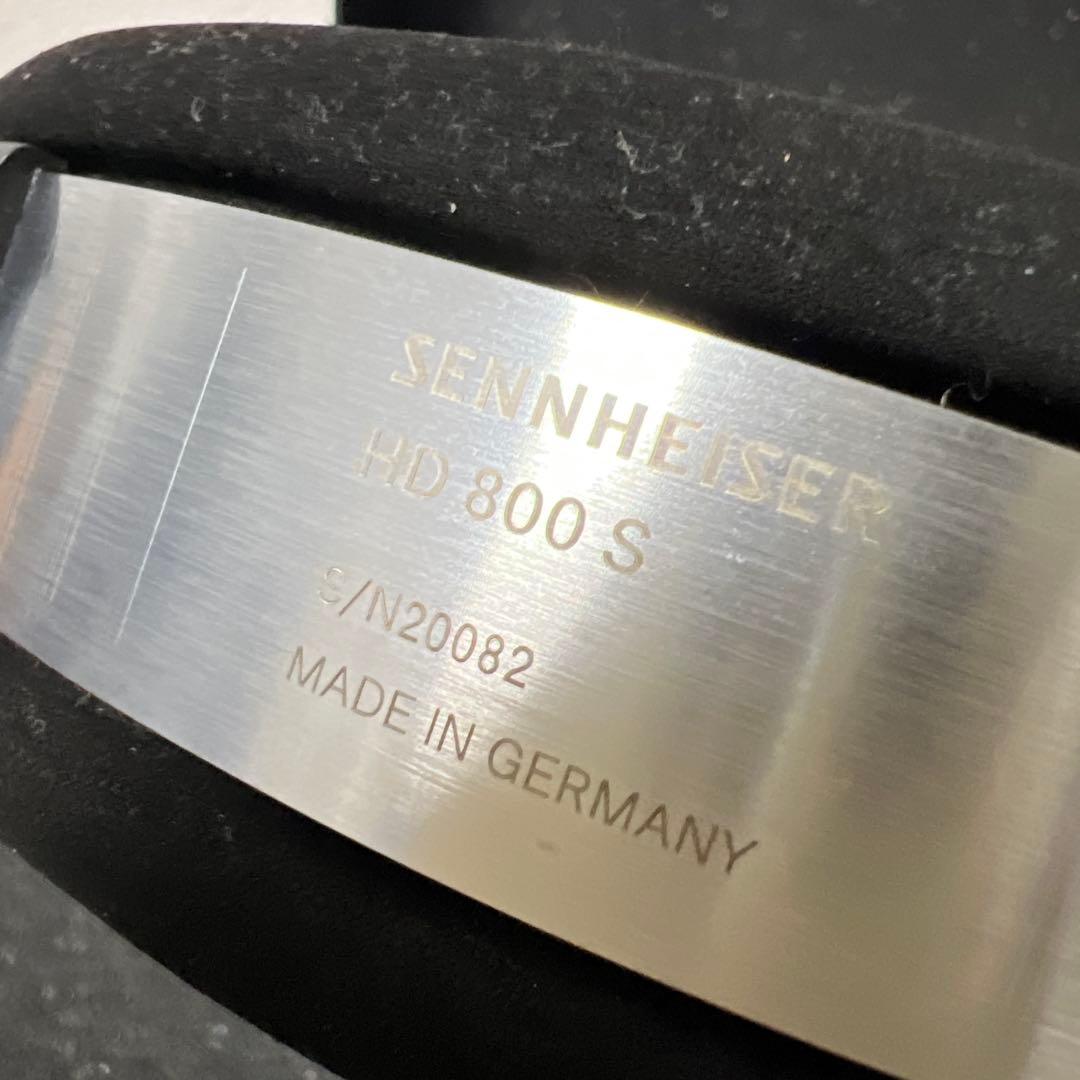 SENNHEISER
HD 800 S
S/N20082
MADE IN GERMANY